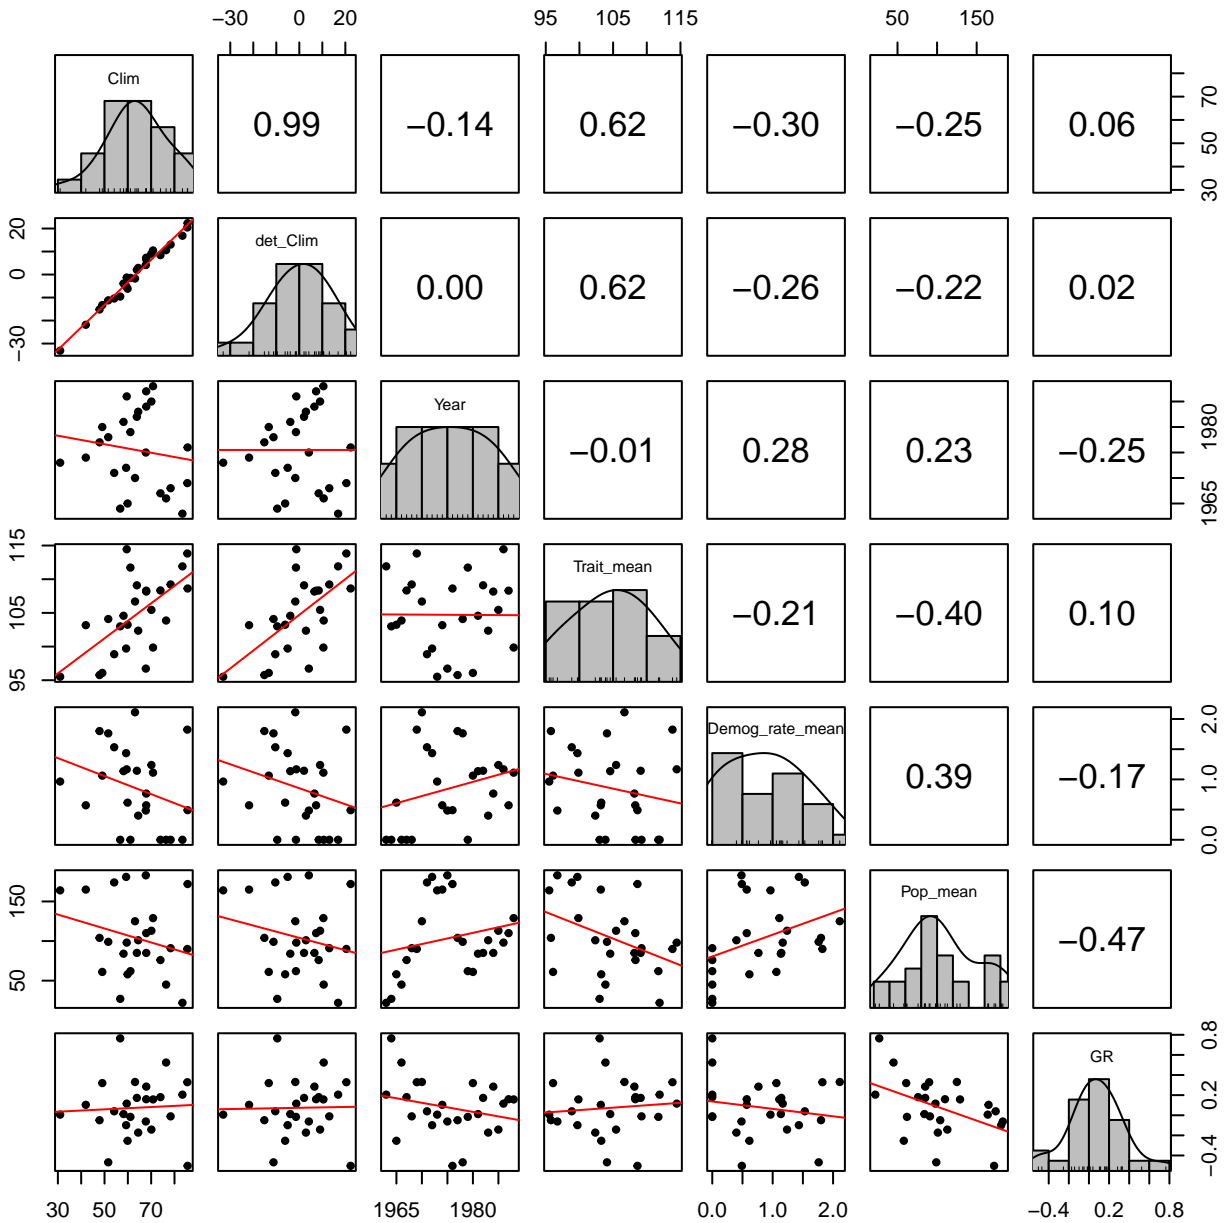 −30 0 20 95 105 115 50 150
Clim 0.99 −0.14 0.62 −0.30 −0.25 0.06 30 50 70
−30 0 20 det_Clim 0.00 0.62 −0.26 −0.22 0.02
Year −0.01 0.28 0.23 −0.25 1965 1980
95 105 115 Trait_mean −0.21 −0.40 0.10
Demog_rate_mean 0.39 −0.17 0.0 1.0 2.0
50 150 Pop_mean −0.47
GR −0.4 0.2 0.8
30 50 70 1965 1980 0.0 1.0 2.0 −0.4 0.2 0.8